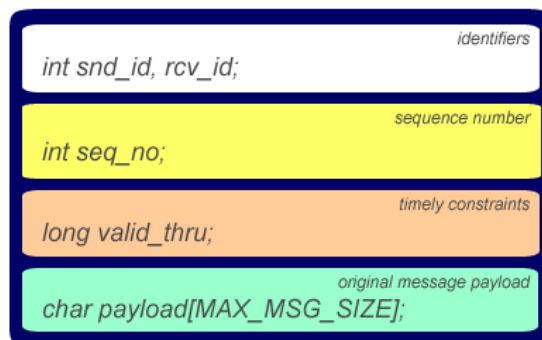 identifiers
int snd_id, rcv_id;
sequence number
int seq_no;
timely constraints
long valid_thru;
original message payload
char payload[MAX_MSG_SIZE];